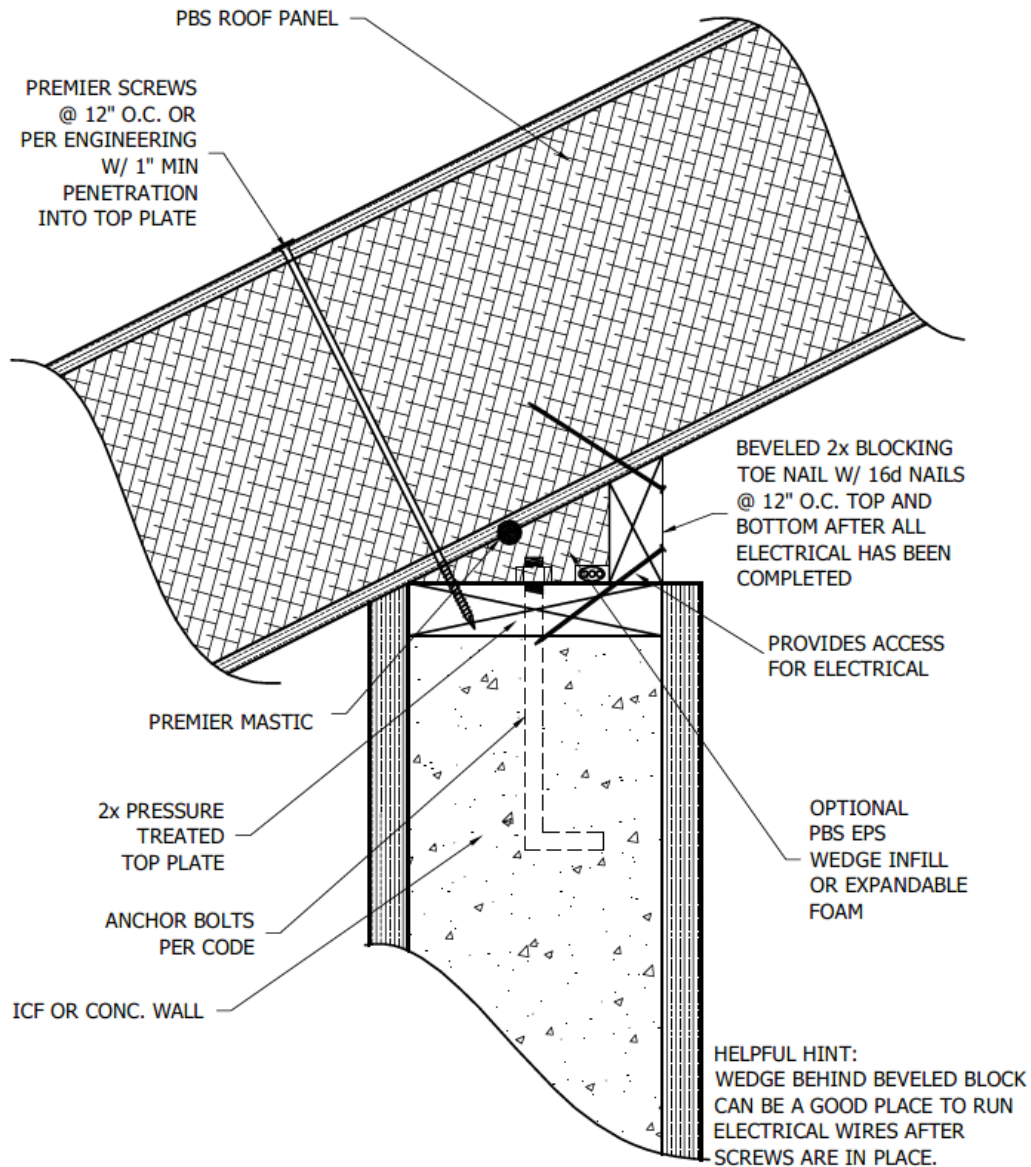 PBS ROOF PANEL
PREMIER SCREWS
@ 12" O.C. OR
PER ENGINEERING
W/ 1" MIN
PENETRATION
INTO TOP PLATE
BEVELED 2x BLOCKING
TOE NAIL W/ 16d NAILS
@ 12" O.C. TOP AND
BOTTOM AFTER ALL
ELECTRICAL HAS BEEN
COMPLETED
PROVIDES ACCESS
FOR ELECTRICAL
PREMIER MASTIC
2x PRESSURE
TREATED
TOP PLATE
OPTIONAL
PBS EPS
WEDGE INFILL
OR EXPANDABLE
FOAM
ANCHOR BOLTS
PER CODE
ICF OR CONC. WALL
HELPFUL HINT:
WEDGE BEHIND BEVELED BLOCK
CAN BE A GOOD PLACE TO RUN
ELECTRICAL WIRES AFTER
SCREWS ARE IN PLACE.